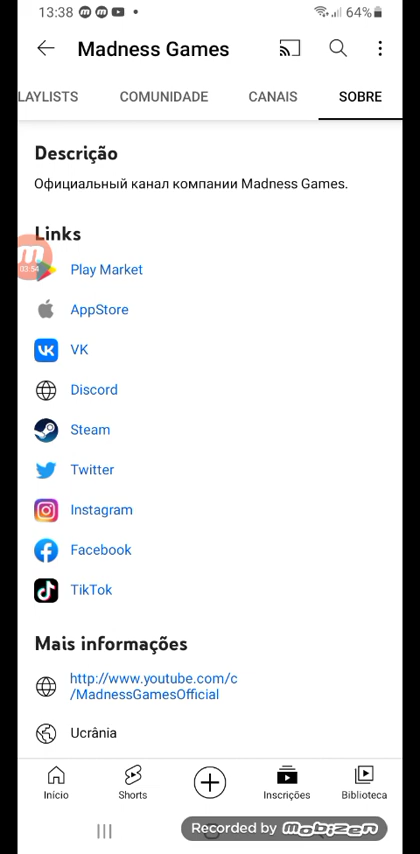 13:38
64%
Madness Games
LAYLISTS COMUNIDADE CANAIS SOBRE
Descrição
Официальный канал компании Madness Games.
Links
03:54
Play Market
AppStore
VK
Discord
Steam
Twitter
Instagram
Facebook
TikTok
Mais informações
http://www.youtube.com/c
/MadnessGamesOfficial
Ucrânia
Início Shorts Inscrições Biblioteca
Recorded by mobizen